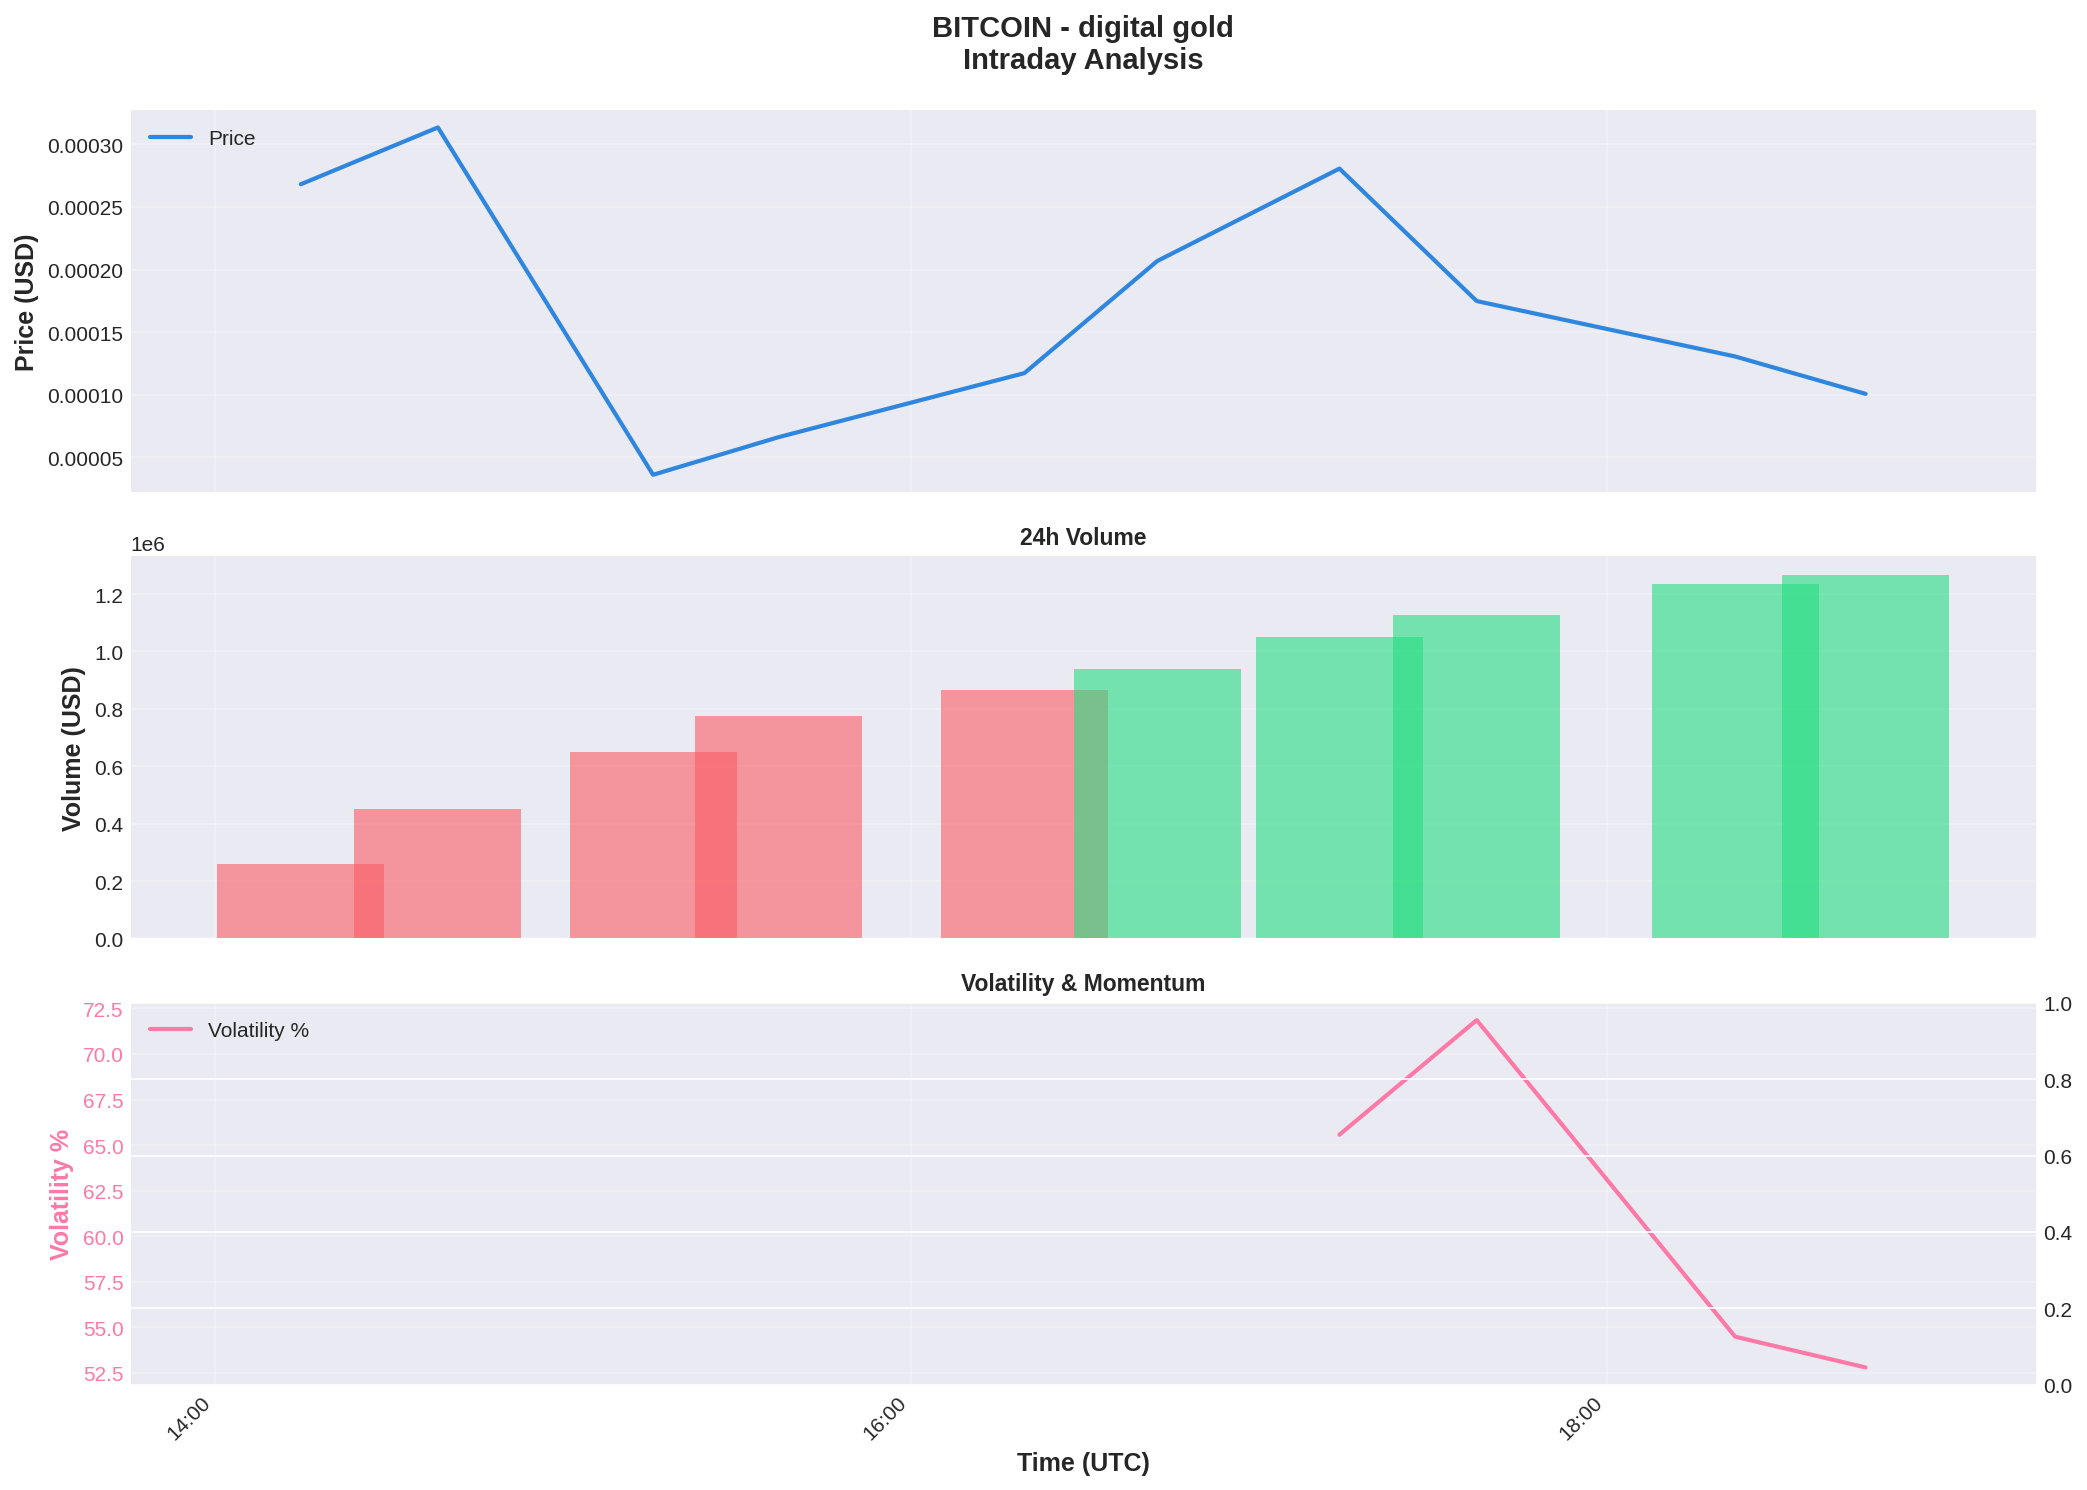 BITCOIN - digital gold
Intraday Analysis
Price
Price (USD)
0.00030
0.00025
0.00020
0.00015
0.00010
0.00005
24h Volume
1e6
Volume (USD)
1.2
1.0
0.8
0.6
0.4
0.2
0.0
Volatility & Momentum
Volatility %
Volatility %
72.5
70.0
67.5
65.0
62.5
60.0
57.5
55.0
52.5
1.0
0.8
0.6
0.4
0.2
0.0
14:00
16:00
18:00
Time (UTC)